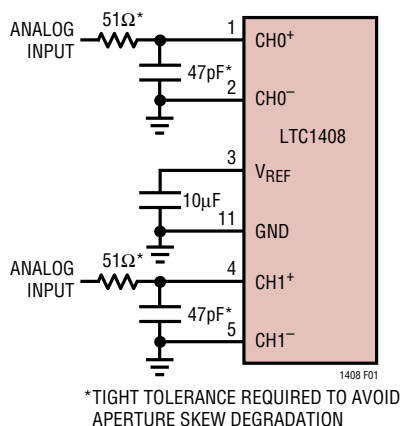 ANALOG
INPUT
51Ω*
47pF*
1
CH0+
2
CH0–
LTC1408
3
VREF
10µF
11
GND
ANALOG
INPUT
51Ω*
47pF*
4
CH1+
5
CH1–
1408 F01
*TIGHT TOLERANCE REQUIRED TO AVOID
APERTURE SKEW DEGRADATION